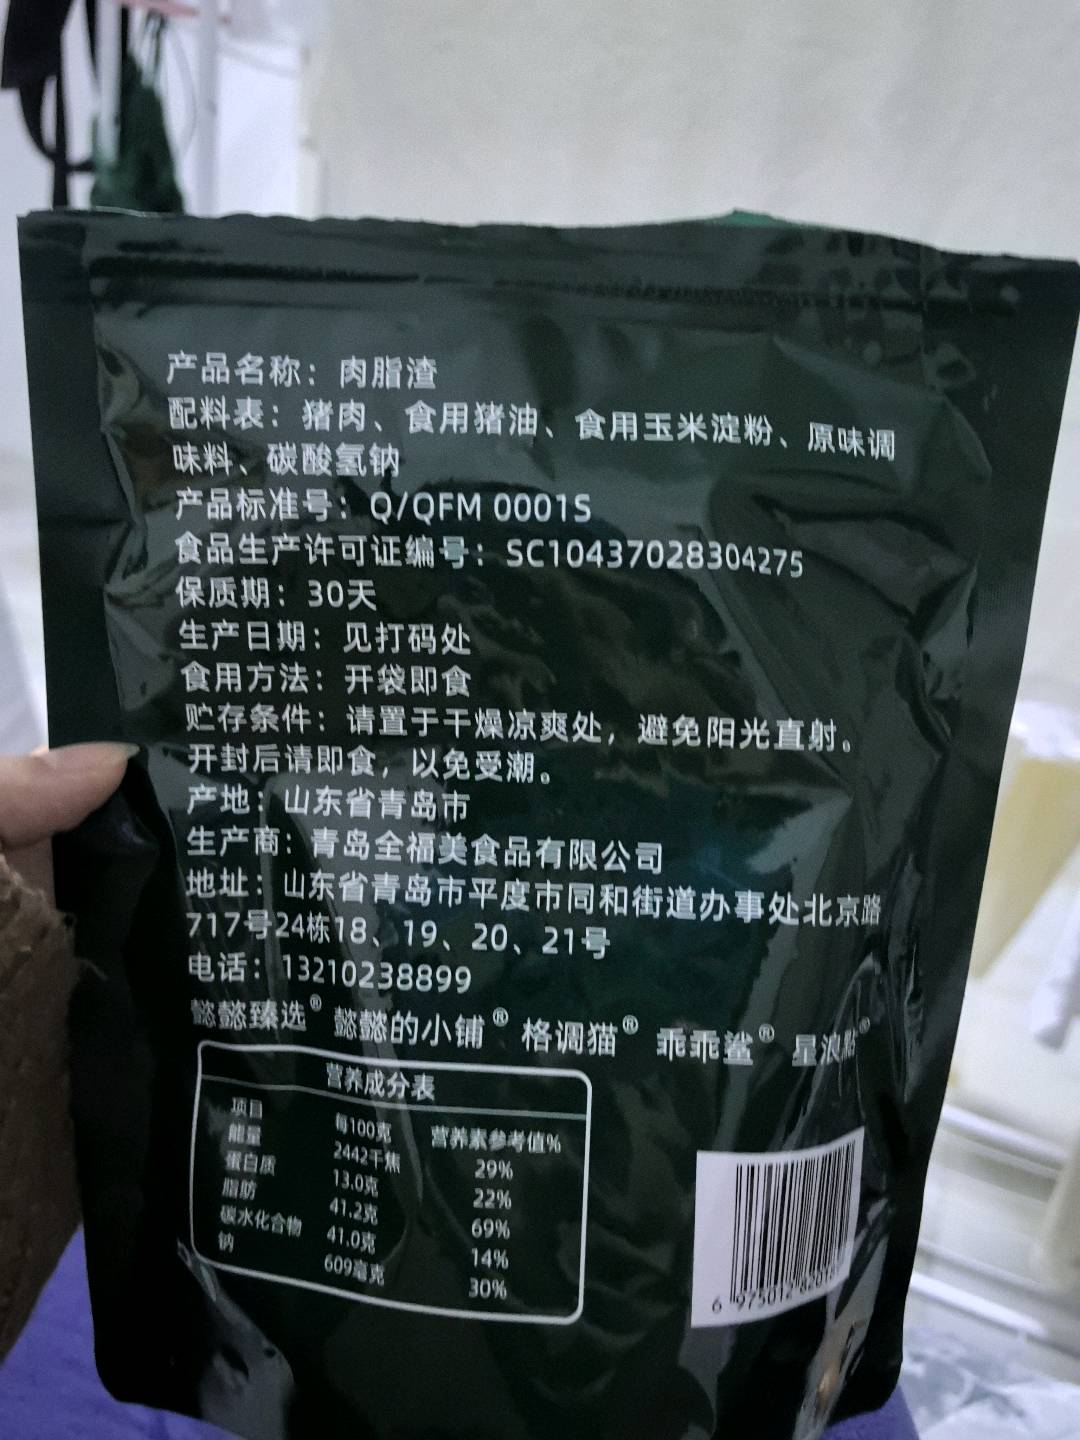 产品名称：肉脂渣
配料表：猪肉、食用猪油、食用玉米淀粉、原味调
味料、碳酸氢钠
产品标准号：Q/QFM 0001S
食品生产许可证编号：SC10437028304275
保质期：30天
生产日期：见打码处
食用方法：开袋即食
贮存条件：请置于干燥凉爽处，避免阳光直射。
开封后请即食，以免受潮。
产地：山东省青岛市
生产商：青岛全福美食品有限公司
地址：山东省青岛市平度市同和街道办事处北京路
717号24栋18、19、20、21号
电话：13210238899
懿懿臻选® 懿懿的小铺® 格调猫® 乖乖鲨® 星浪®
营养成分表
项目 每100克 营养素参考值%
能量 2442千焦 29%
蛋白质 13.0克 22%
脂肪 41.2克 69%
碳水化合物 41.0克 14%
钠 609毫克 30%
6 975012